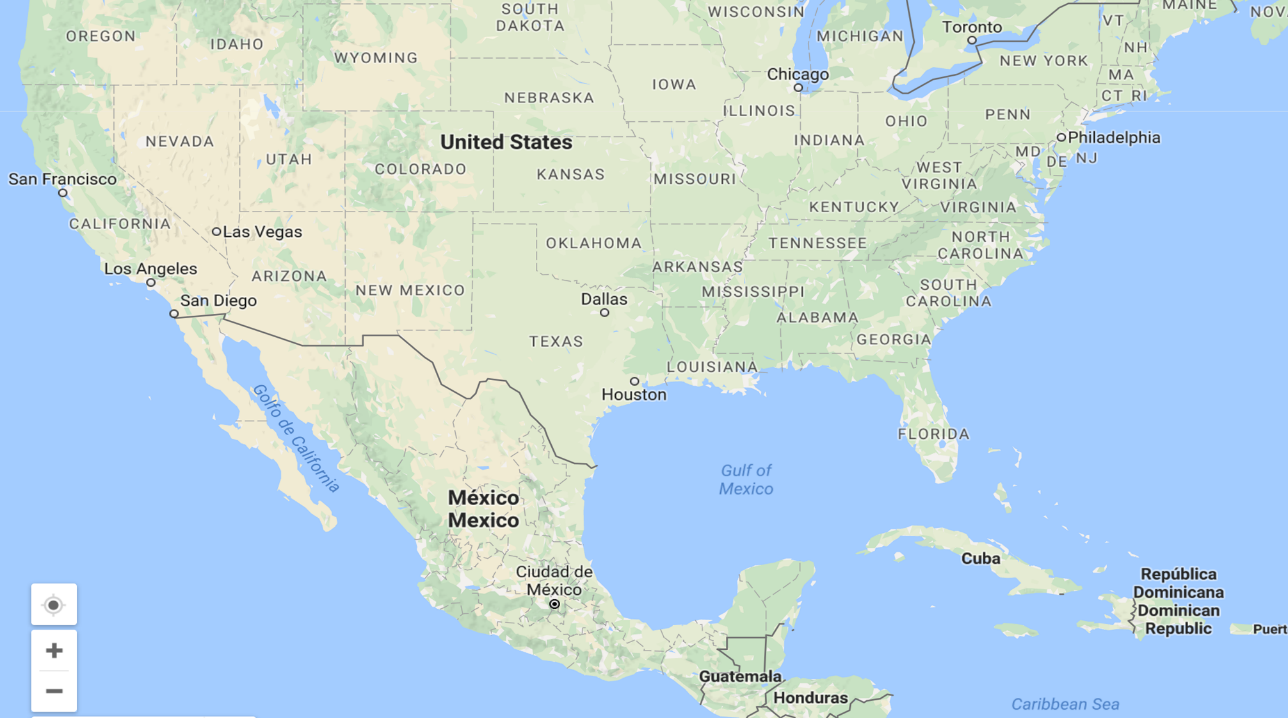 SOUTH
DAKOTA
WISCONSIN
MAINE
NOV
OREGON
IDAHO
WYOMING
MICHIGAN
Toronto
VT
NH
NEW YORK
IOWA
Chicago
MA
CT RI
NEBRASKA
ILLINOIS
OHIO
PENN
NEVADA
United States
INDIANA
Philadelphia
UTAH
COLORADO
KANSAS
MISSOURI
WEST
VIRGINIA
MD
DE
NJ
San Francisco
CALIFORNIA
KENTUCKY
VIRGINIA
Las Vegas
OKLAHOMA
TENNESSEE
NORTH
CAROLINA
Los Angeles
ARIZONA
NEW MEXICO
ARKANSAS
MISSISSIPPI
SOUTH
CAROLINA
San Diego
Dallas
ALABAMA
TEXAS
GEORGIA
LOUISIANA
Houston
Golfo de California
FLORIDA
Gulf of
Mexico
México
Mexico
Cuba
Ciudad de
México
República
Dominicana
Dominican
Republic
Puert
Guatemala
Honduras
Caribbean Sea